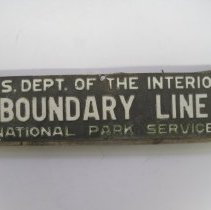 S. DEPT. OF THE INTERIO
BOUNDARY LINE
NATIONAL PARK SERVICE